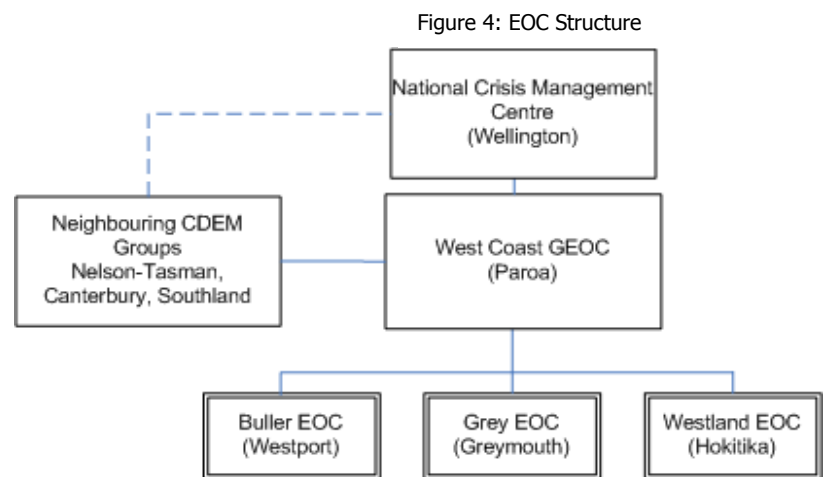 Figure 4: EOC Structure
National Crisis Management
Centre
(Wellington)
Neighbouring CDEM
Groups
Nelson-Tasman,
Canterbury, Southland
West Coast GEOC
(Paroa)
Buller EOC
(Westport)
Grey EOC
(Greymouth)
Westland EOC
(Hokitika)